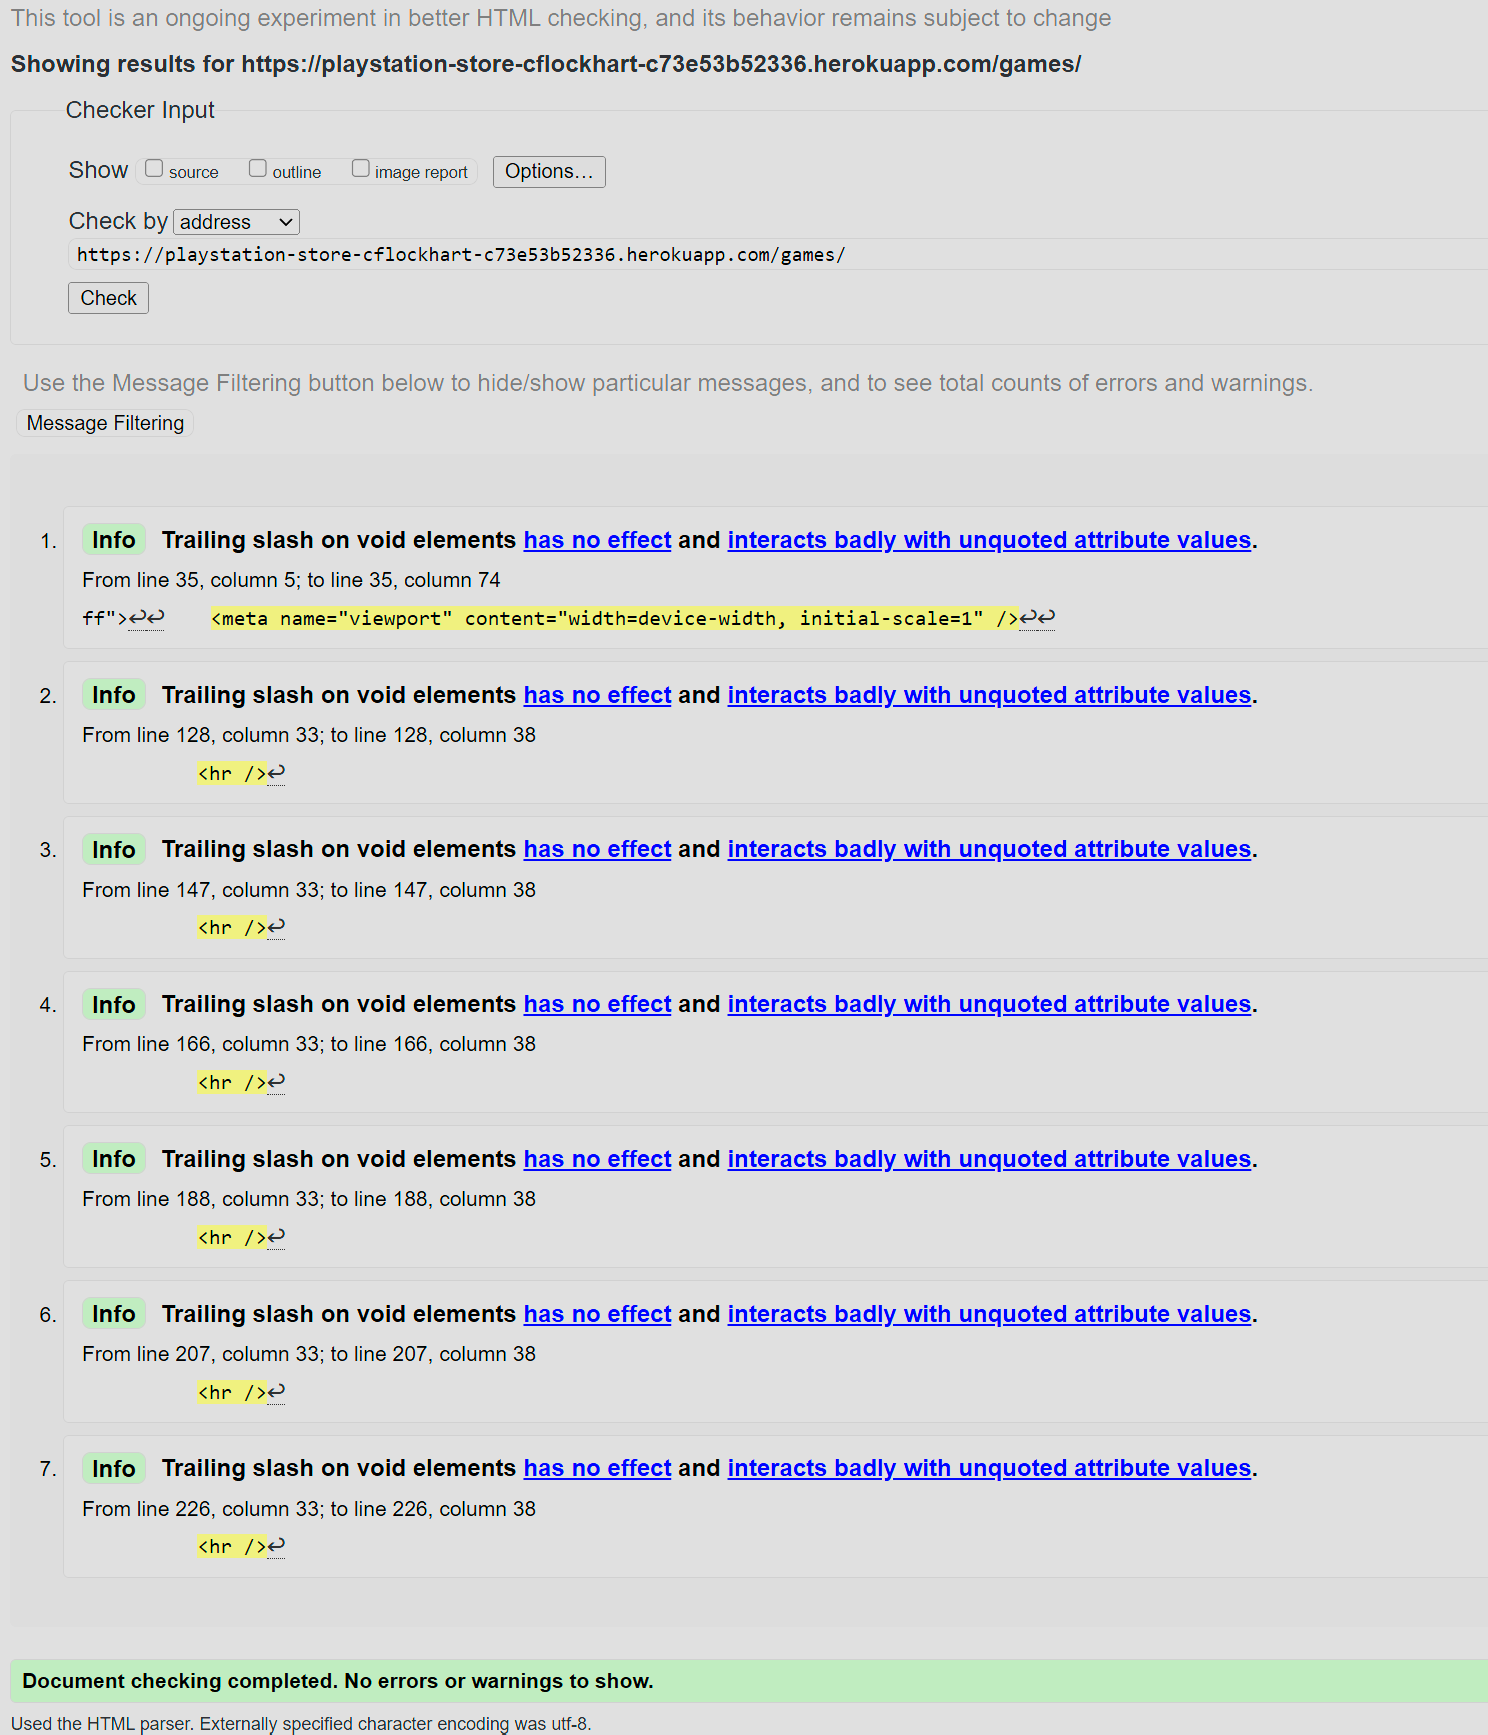 This tool is an ongoing experiment in better HTML checking, and its behavior remains subject to change
Showing results for https://playstation-store-cflockhart-c73e53b52336.herokuapp.com/games/
Checker Input
Show source outline image report Options...
Check by address
https://playstation-store-cflockhart-c73e53b52336.herokuapp.com/games/
Check
Use the Message Filtering button below to hide/show particular messages, and to see total counts of errors and warnings.
Message Filtering
1. Info Trailing slash on void elements has no effect and interacts badly with unquoted attribute values.
From line 35, column 5; to line 35, column 74
ff">↩↩ <meta name="viewport" content="width=device-width, initial-scale=1" />↩↩
2. Info Trailing slash on void elements has no effect and interacts badly with unquoted attribute values.
From line 128, column 33; to line 128, column 38
<hr />↩
3. Info Trailing slash on void elements has no effect and interacts badly with unquoted attribute values.
From line 147, column 33; to line 147, column 38
<hr />↩
4. Info Trailing slash on void elements has no effect and interacts badly with unquoted attribute values.
From line 166, column 33; to line 166, column 38
<hr />↩
5. Info Trailing slash on void elements has no effect and interacts badly with unquoted attribute values.
From line 188, column 33; to line 188, column 38
<hr />↩
6. Info Trailing slash on void elements has no effect and interacts badly with unquoted attribute values.
From line 207, column 33; to line 207, column 38
<hr />↩
7. Info Trailing slash on void elements has no effect and interacts badly with unquoted attribute values.
From line 226, column 33; to line 226, column 38
<hr />↩
Document checking completed. No errors or warnings to show.
Used the HTML parser. Externally specified character encoding was utf-8.